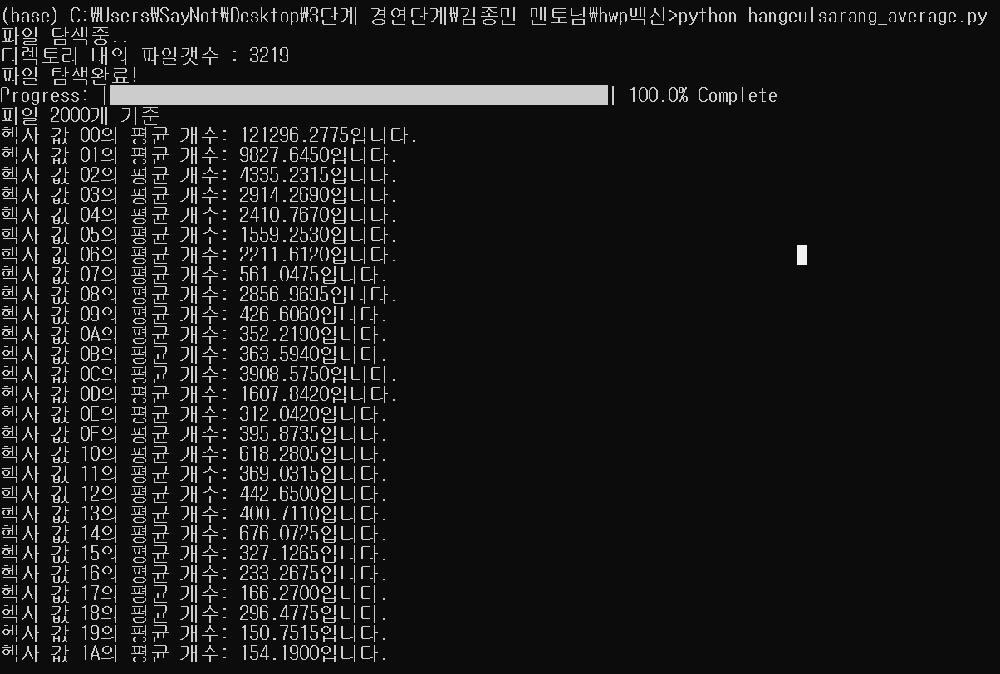 (base) C:₩Users₩SayNot₩Desktop₩3단계 경연단계₩김종민 멘토님₩hwp백신>python hangeulsarang_average.py
파일 탐색중..
디렉토리 내의 파일갯수 : 3219
파일 탐색완료!
Progress: |██████████████████████████████████████████████████| 100.0% Complete
파일 2000개 기준
헥사 값 00의 평균 개수: 121296.2775입니다.
헥사 값 01의 평균 개수: 9827.6450입니다.
헥사 값 02의 평균 개수: 4335.2315입니다.
헥사 값 03의 평균 개수: 2914.2690입니다.
헥사 값 04의 평균 개수: 2410.7670입니다.
헥사 값 05의 평균 개수: 1559.2530입니다.
헥사 값 06의 평균 개수: 2211.6120입니다.
헥사 값 07의 평균 개수: 561.0475입니다.
헥사 값 08의 평균 개수: 2856.9695입니다.
헥사 값 09의 평균 개수: 426.6060입니다.
헥사 값 0A의 평균 개수: 352.2190입니다.
헥사 값 0B의 평균 개수: 363.5940입니다.
헥사 값 0C의 평균 개수: 3908.5750입니다.
헥사 값 0D의 평균 개수: 1607.8420입니다.
헥사 값 0E의 평균 개수: 312.0420입니다.
헥사 값 0F의 평균 개수: 395.8735입니다.
헥사 값 10의 평균 개수: 618.2805입니다.
헥사 값 11의 평균 개수: 369.0315입니다.
헥사 값 12의 평균 개수: 442.6500입니다.
헥사 값 13의 평균 개수: 400.7110입니다.
헥사 값 14의 평균 개수: 676.0725입니다.
헥사 값 15의 평균 개수: 327.1265입니다.
헥사 값 16의 평균 개수: 233.2675입니다.
헥사 값 17의 평균 개수: 166.2700입니다.
헥사 값 18의 평균 개수: 296.4775입니다.
헥사 값 19의 평균 개수: 150.7515입니다.
헥사 값 1A의 평균 개수: 154.1900입니다.